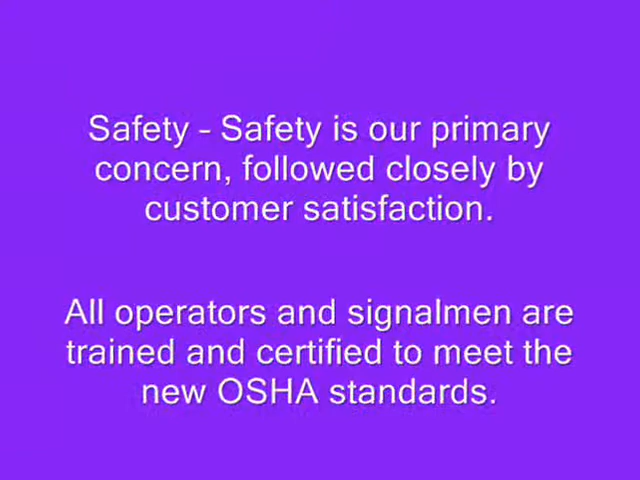 Safety – Safety is our primary
concern, followed closely by
customer satisfaction.
All operators and signalmen are
trained and certified to meet the
new OSHA standards.